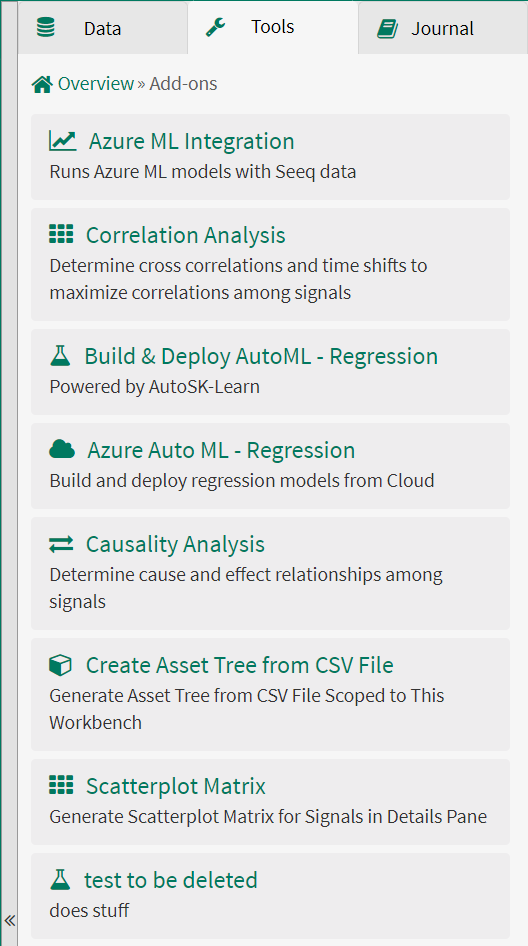 Data
Tools
Journal
Overview » Add-ons
Azure ML Integration
Runs Azure ML models with Seeq data
Correlation Analysis
Determine cross correlations and time shifts to
maximize correlations among signals
Build & Deploy AutoML - Regression
Powered by AutoSK-Learn
Azure Auto ML - Regression
Build and deploy regression models from Cloud
Causality Analysis
Determine cause and effect relationships among
signals
Create Asset Tree from CSV File
Generate Asset Tree from CSV File Scoped to This
Workbench
Scatterplot Matrix
Generate Scatterplot Matrix for Signals in Details Pane
test to be deleted
does stuff
«